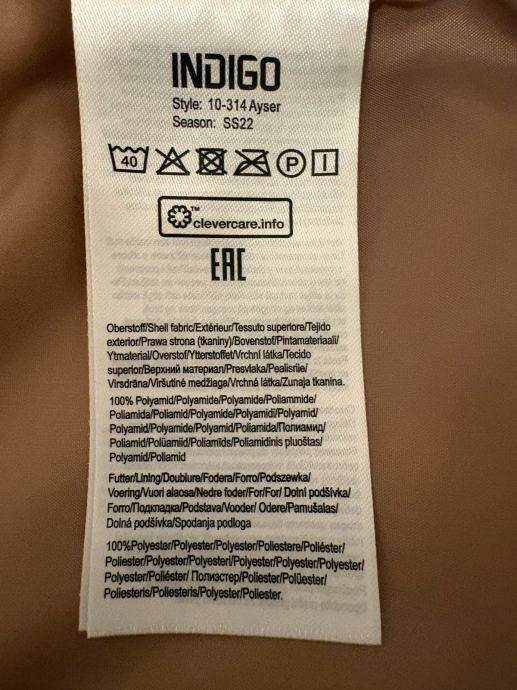 INDIGO
Style: 10-314 Ayser
Season: SS22
40
P
clevercare.info
TM
EAC
Oberstoff/Shell fabric/Extérieur/Tessuto superiore/Tejido
exterior/Prawa strona (tkaniny)/Bovenstof/Pintamateriaali/
Ytmaterial/Overstof/Ytterstoffet/Vrchní látka/Tecido
superior/Верхний материал/Presvlaka/Pealisriie/
Virsdrāna/Viršutinė medžiaga/Vrchná látka/Zunaja tkanina.
100% Polyamid/Polyamide/Polyamide/Poliammide/
Poliamida/Poliamid/Polyamide/Polyamidi/Polyamid/
Polyamid/Polyamide/Polyamid/Poliamida/Полиамид/
Poliamid/Polüamiid/Poliamīds/Poliamidinis pluoštas/
Polyamid/Poliamid
Futter/Lining/Doublure/Fodera/Forro/Podszewka/
Voering/Vuori alaosa/Nedre foder/For/For/ Dolní podšívka/
Forro/Подкладка/Podstava/Vooder/ Odere/Pamušalas/
Dolná podšívka/Spodanja podloga
100%Polyester/Polyester/Polyester/Poliestere/Poliéster/
Poliester/Polyester/Polyesteri/Polyester/Polyester/Polyester/
Polyester/Poliéster/ Полиэстер/Poliester/Polüester/
Poliesteris/Poliesteris/Polyester/Poliester.